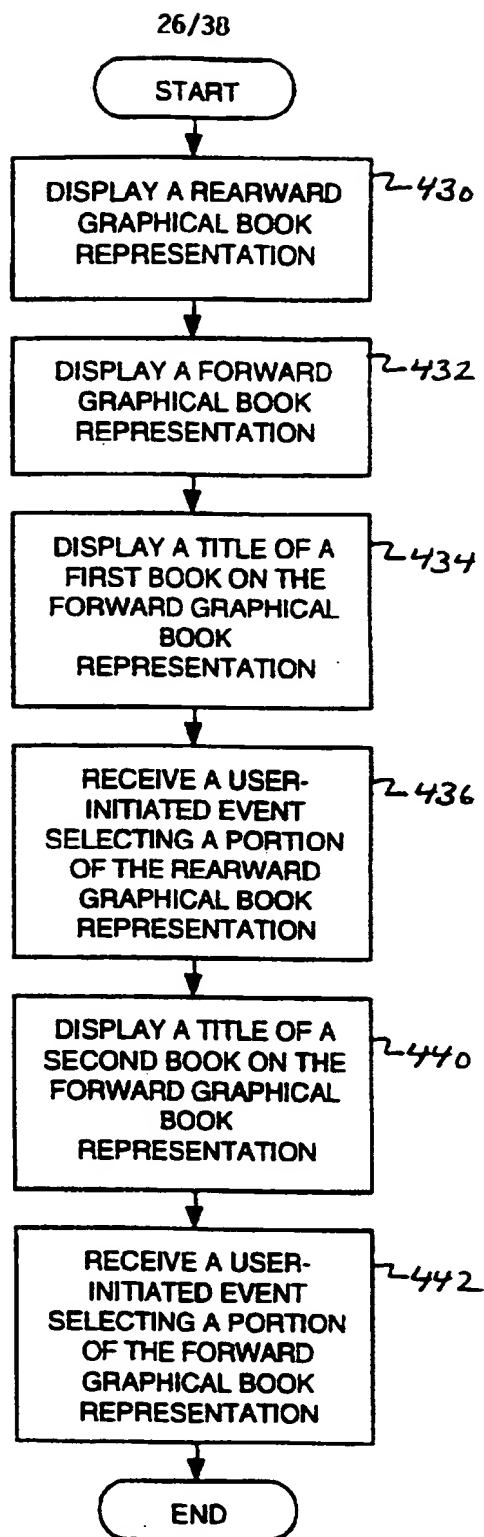 26/38
START
DISPLAY A REARWARD
GRAPHICAL BOOK
REPRESENTATION
430
DISPLAY A FORWARD
GRAPHICAL BOOK
REPRESENTATION
432
DISPLAY A TITLE OF A
FIRST BOOK ON THE
FORWARD GRAPHICAL
BOOK
REPRESENTATION
434
RECEIVE A USER-
INITIATED EVENT
SELECTING A PORTION
OF THE REARWARD
GRAPHICAL BOOK
REPRESENTATION
436
DISPLAY A TITLE OF A
SECOND BOOK ON THE
FORWARD GRAPHICAL
BOOK
REPRESENTATION
440
RECEIVE A USER-
INITIATED EVENT
SELECTING A PORTION
OF THE FORWARD
GRAPHICAL BOOK
REPRESENTATION
442
END